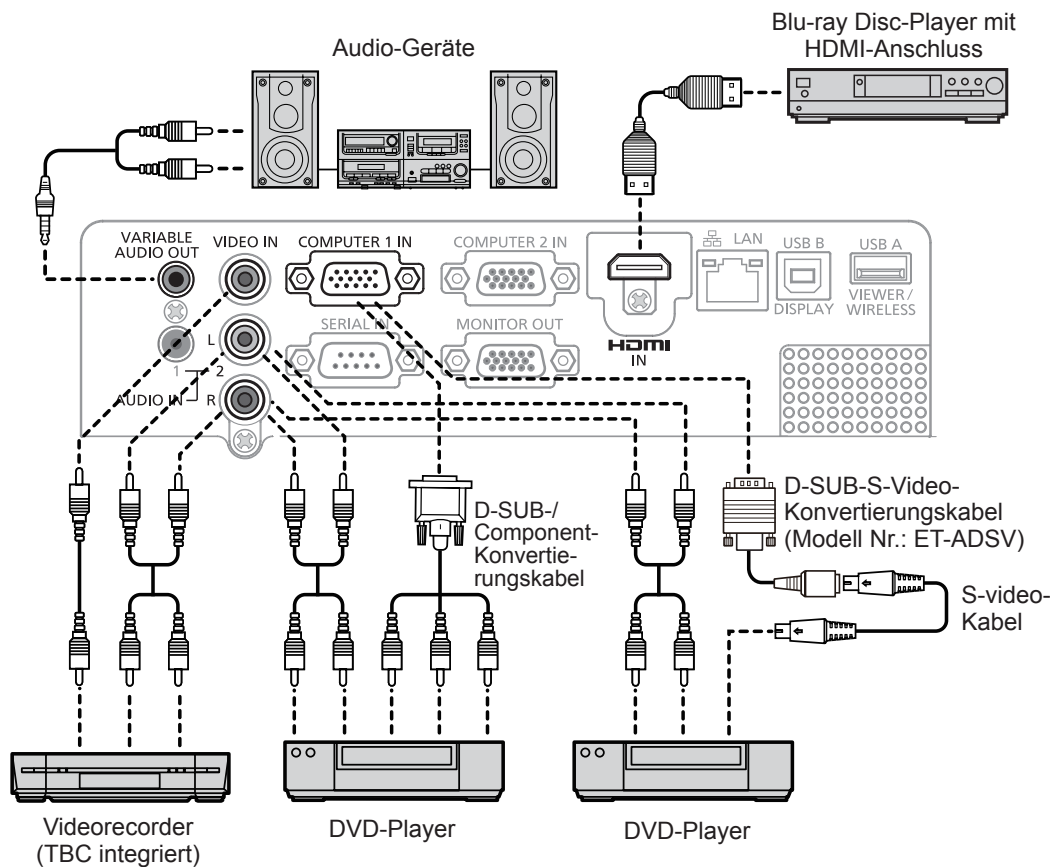 Blu-ray Disc-Player mit
HDMI-Anschluss
Audio-Geräte
VARIABLE
AUDIO OUT
VIDEO IN
COMPUTER 1 IN
COMPUTER 2 IN
LAN
USB B
USB A
DISPLAY
VIEWER /
WIRELESS
SERIAL IN
MONITOR OUT
HDMI
IN
L
1
2
AUDIO IN
R
D-SUB-/
Component-
Konvertie-
rungskabel
D-SUB-S-Video-
Konvertierungskabel
(Modell Nr.: ET-ADSV)
S-video-
Kabel
Videorecorder
(TBC integriert)
DVD-Player
DVD-Player